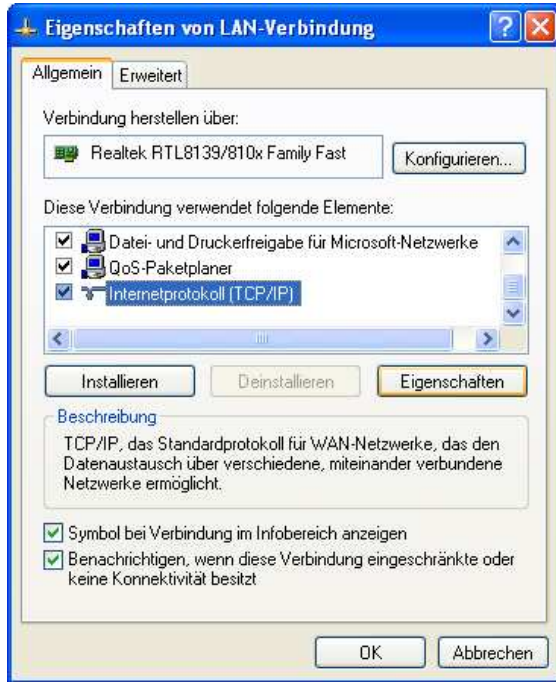 Eigenschaften von LAN-Verbindung
Allgemein
Erweitert
Verbindung herstellen über:
Realtek RTL8139/810x Family Fast
Konfigurieren...
Diese Verbindung verwendet folgende Elemente:
Datei- und Druckerfreigabe für Microsoft-Netzwerke
QoS-Paketplaner
Internetprotokoll (TCP/IP)
Installieren
Deinstallieren
Eigenschaften
Beschreibung
TCP/IP, das Standardprotokoll für WAN-Netzwerke, das den
Datenaustausch über verschiedene, miteinander verbundene
Netzwerke ermöglicht.
Symbol bei Verbindung im Infobereich anzeigen
Benachrichtigen, wenn diese Verbindung eingeschränkte oder
keine Konnektivität besitzt
OK
Abbrechen